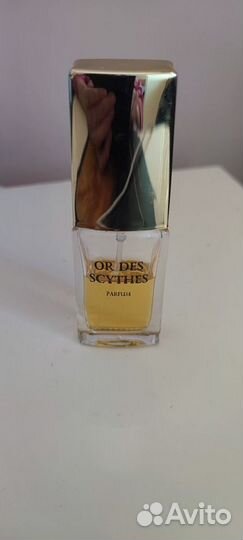 OR DES
SCYTHES
PARFUM
Avito